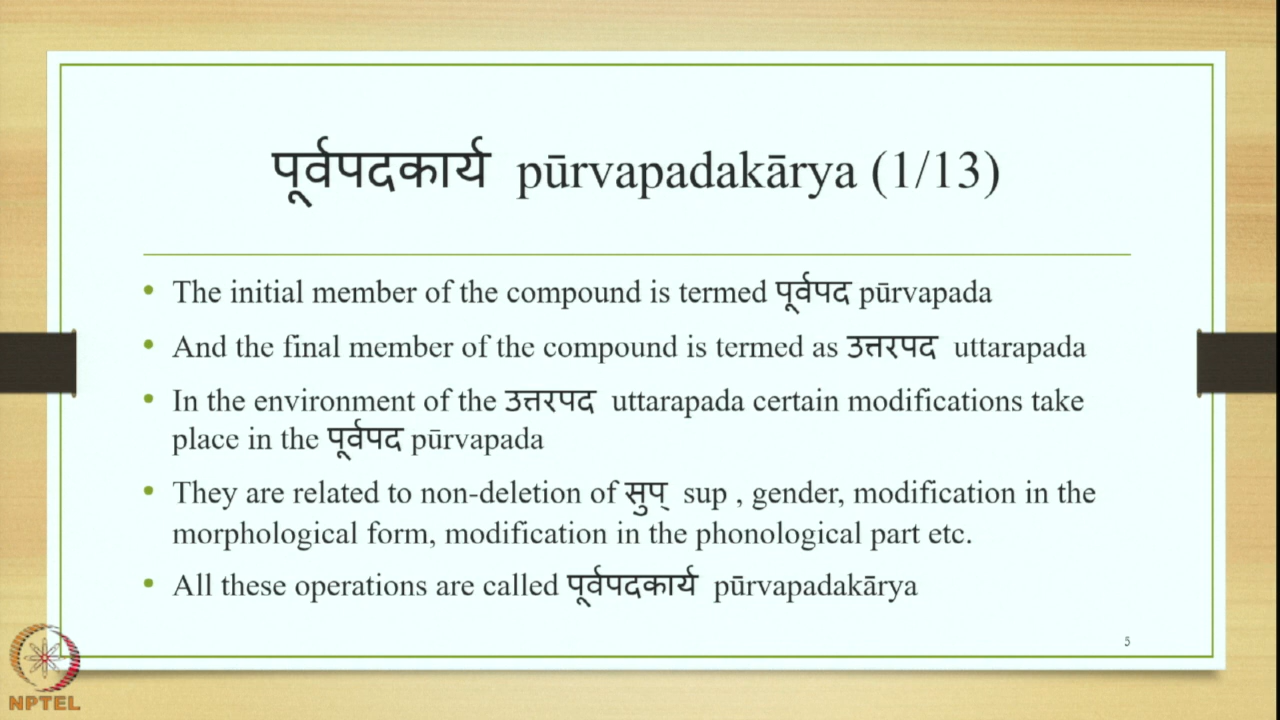 पूर्वपदकार्य pūrvapadakārya (1/13)
• The initial member of the compound is termed पूर्वपद pūrvapada
• And the final member of the compound is termed as उत्तरपद uttarapada
• In the environment of the उत्तरपद uttarapada certain modifications take
place in the पूर्वपद pūrvapada
• They are related to non-deletion of सुप् sup , gender, modification in the
morphological form, modification in the phonological part etc.
• All these operations are called पूर्वपदकार्य pūrvapadakārya
5
NPTEL